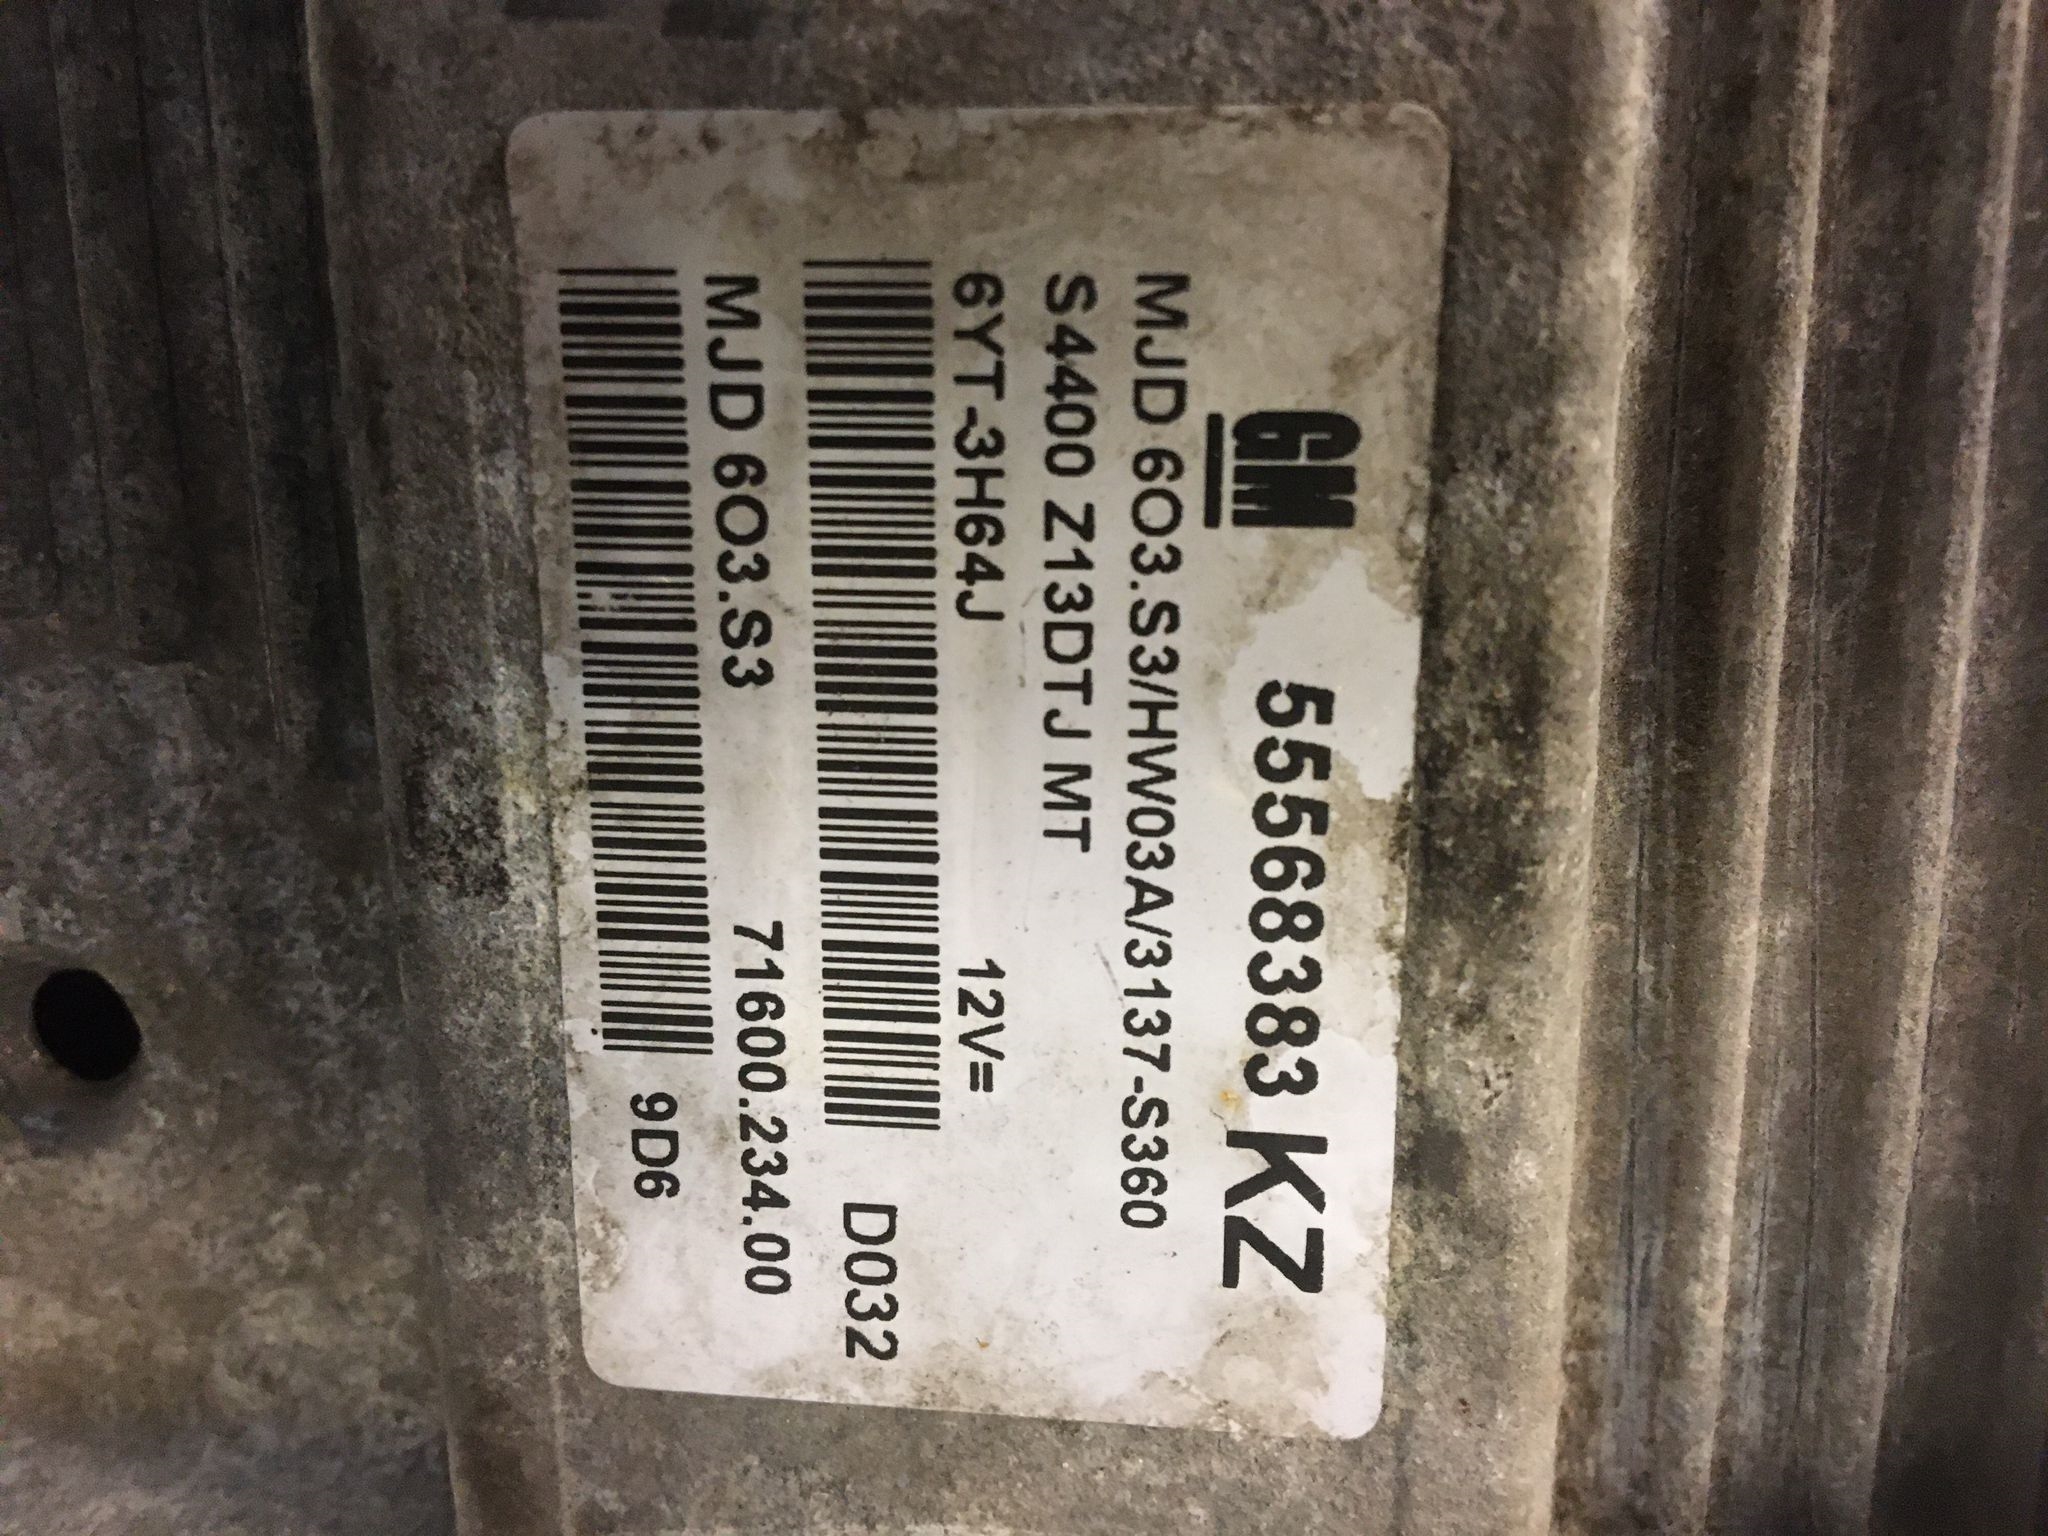 GM 55568383 KZ
MJD 6O3.S3/HW03A/3137-S360
S4400 Z13DTJ MT
6YT-3H64J 12V=
D032
MJD 6O3.S3 71600.234.00
9D6